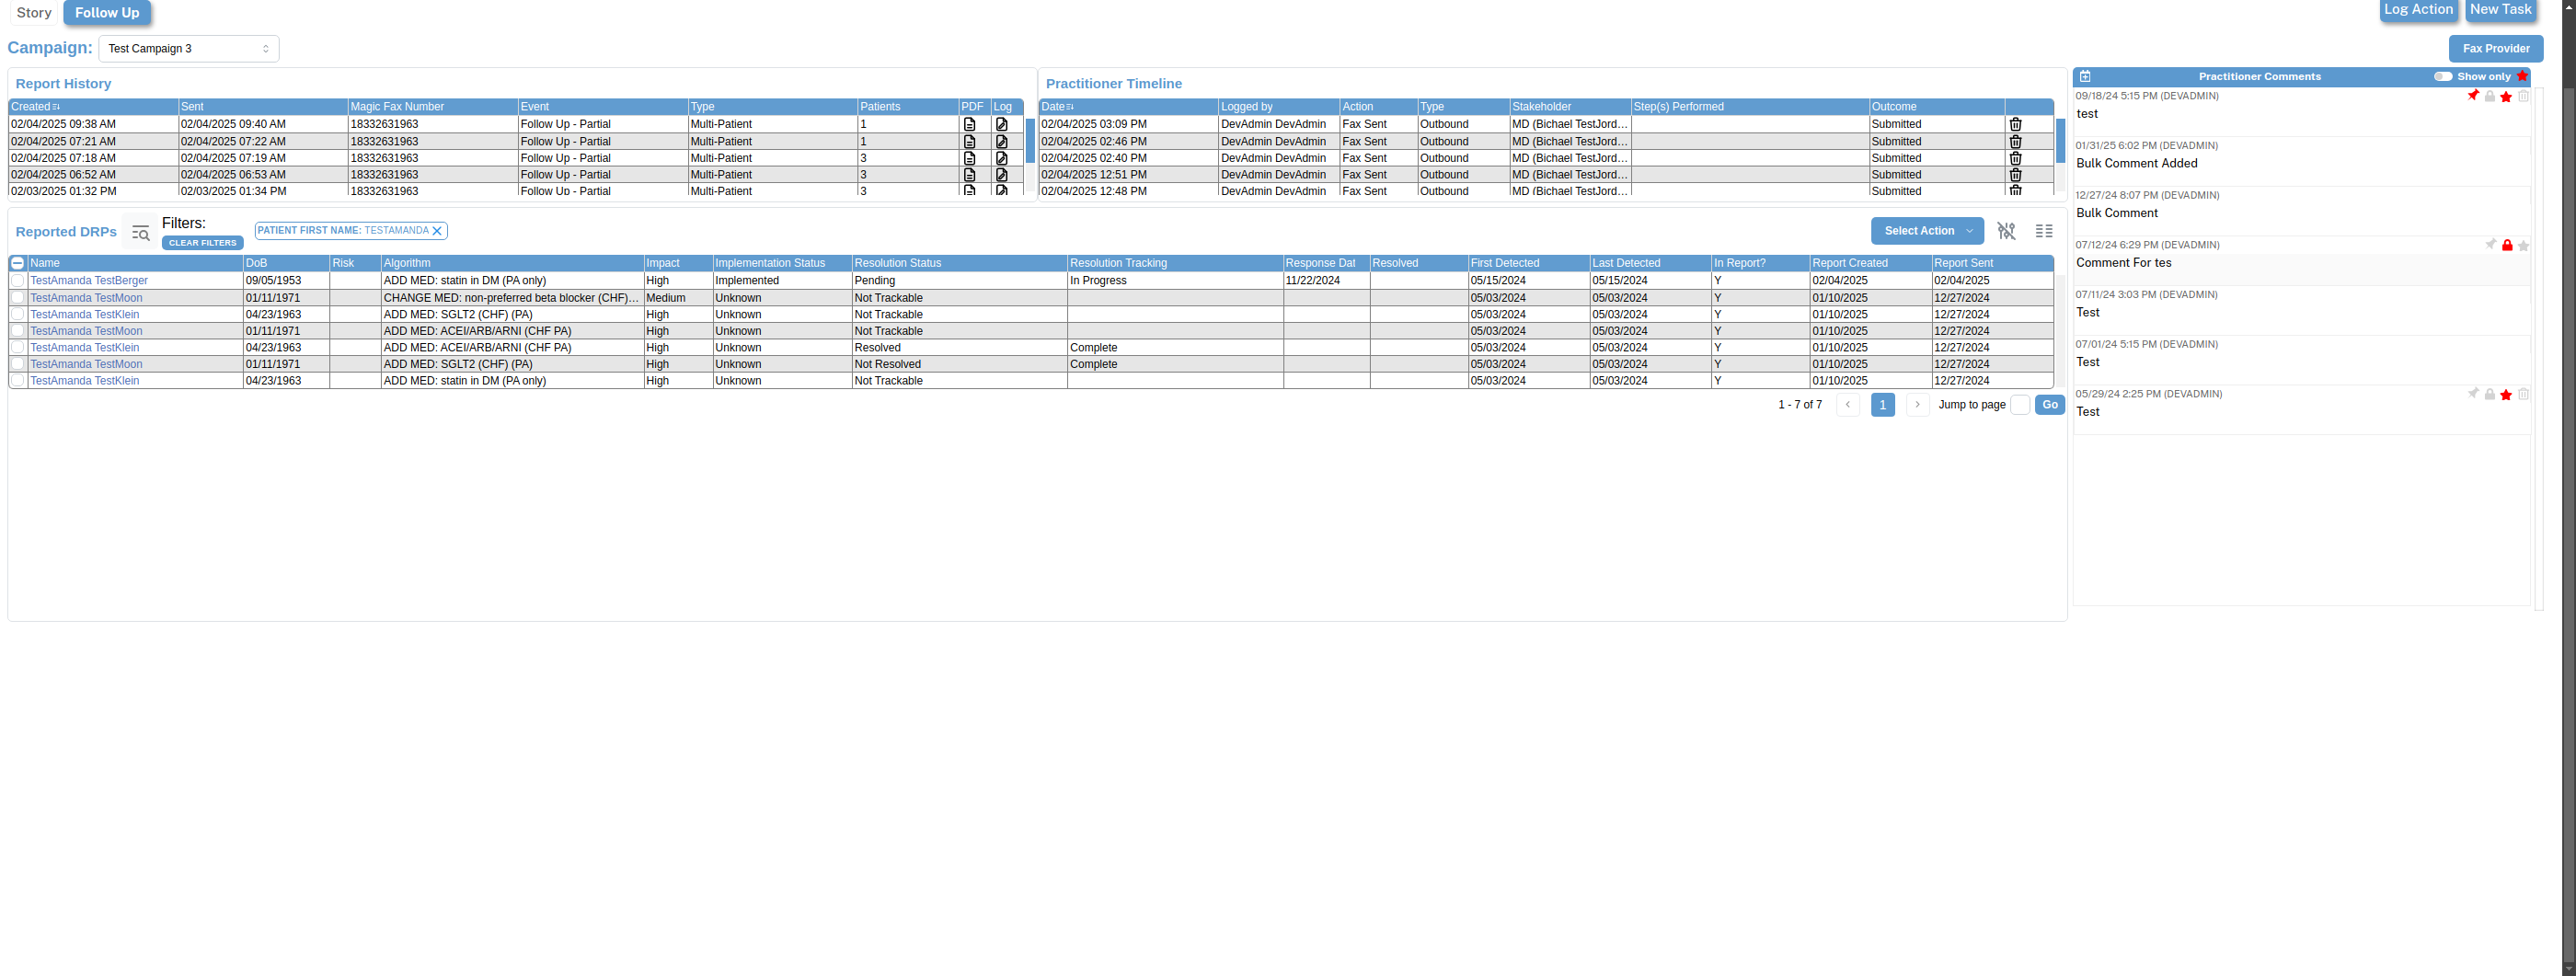 Story Follow Up Log Action New Task
Campaign: Test Campaign 3 Fax Provider
Report History
Created Sent Magic Fax Number Event Type Patients PDF Log
02/04/2025 09:38 AM 02/04/2025 09:40 AM 18332631963 Follow Up - Partial Multi-Patient 1
02/04/2025 07:21 AM 02/04/2025 07:22 AM 18332631963 Follow Up - Partial Multi-Patient 1
02/04/2025 07:18 AM 02/04/2025 07:19 AM 18332631963 Follow Up - Partial Multi-Patient 3
02/04/2025 06:52 AM 02/04/2025 06:53 AM 18332631963 Follow Up - Partial Multi-Patient 3
02/03/2025 01:32 PM 02/03/2025 01:34 PM 18332631963 Follow Up - Partial Multi-Patient 3
Practitioner Timeline
Date Logged by Action Type Stakeholder Step(s) Performed Outcome
02/04/2025 03:09 PM DevAdmin DevAdmin Fax Sent Outbound MD (Bichael TestJord... Submitted
02/04/2025 02:46 PM DevAdmin DevAdmin Fax Sent Outbound MD (Bichael TestJord... Submitted
02/04/2025 02:40 PM DevAdmin DevAdmin Fax Sent Outbound MD (Bichael TestJord... Submitted
02/04/2025 12:51 PM DevAdmin DevAdmin Fax Sent Outbound MD (Bichael TestJord... Submitted
02/04/2025 12:48 PM DevAdmin DevAdmin Fax Sent Outbound MD (Bichael TestJord... Submitted
Reported DRPs Filters: CLEAR FILTERS PATIENT FIRST NAME: TESTAMANDA Select Action
Name DoB Risk Algorithm Impact Implementation Status Resolution Status Resolution Tracking Response Dat Resolved First Detected Last Detected In Report? Report Created Report Sent
TestAmanda TestBerger 09/05/1953 ADD MED: statin in DM (PA only) High Implemented Pending In Progress 11/22/2024 05/15/2024 05/15/2024 Y 02/04/2025 02/04/2025
TestAmanda TestMoon 01/11/1971 CHANGE MED: non-preferred beta blocker (CHF)... Medium Unknown Not Trackable 05/03/2024 05/03/2024 Y 01/10/2025 12/27/2024
TestAmanda TestKlein 04/23/1963 ADD MED: SGLT2 (CHF) (PA) High Unknown Not Trackable 05/03/2024 05/03/2024 Y 01/10/2025 12/27/2024
TestAmanda TestMoon 01/11/1971 ADD MED: ACEI/ARB/ARNI (CHF PA) High Unknown Not Trackable 05/03/2024 05/03/2024 Y 01/10/2025 12/27/2024
TestAmanda TestKlein 04/23/1963 ADD MED: ACEI/ARB/ARNI (CHF PA) High Unknown Resolved Complete 05/03/2024 05/03/2024 Y 01/10/2025 12/27/2024
TestAmanda TestMoon 01/11/1971 ADD MED: SGLT2 (CHF) (PA) High Unknown Not Resolved Complete 05/03/2024 05/03/2024 Y 01/10/2025 12/27/2024
TestAmanda TestKlein 04/23/1963 ADD MED: statin in DM (PA only) High Unknown Not Trackable 05/03/2024 05/03/2024 Y 01/10/2025 12/27/2024
1 - 7 of 7 1 Jump to page Go
Practitioner Comments Show only
09/18/24 5:15 PM (DEVADMIN)
test
01/31/25 6:02 PM (DEVADMIN)
Bulk Comment Added
12/27/24 8:07 PM (DEVADMIN)
Bulk Comment
07/12/24 6:29 PM (DEVADMIN)
Comment For tes
07/11/24 3:03 PM (DEVADMIN)
Test
07/01/24 5:15 PM (DEVADMIN)
Test
05/29/24 2:25 PM (DEVADMIN)
Test